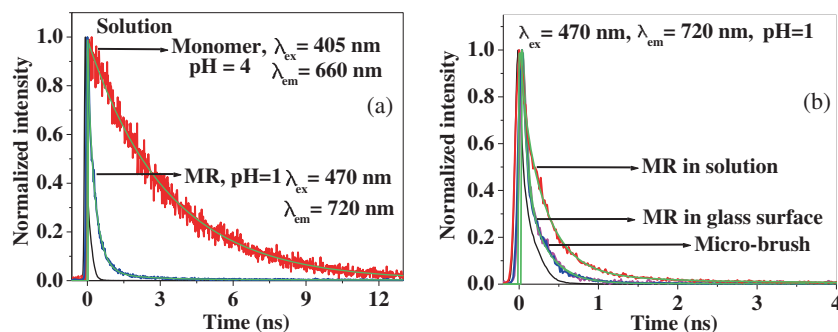 Solution
Monomer, λex = 405 nm
pH = 4 λem = 660 nm
(a)
MR, pH=1 λex = 470 nm
λem = 720 nm
1.0
0.8
0.6
0.4
0.2
0.0
Normalized intensity
0 3 6 9 12
Time (ns)
λex = 470 nm, λem = 720 nm, pH=1
(b)
MR in solution
MR in glass surface
Micro-brush
1.0
0.8
0.6
0.4
0.2
0.0
Normalized intensity
0 1 2 3 4
Time (ns)